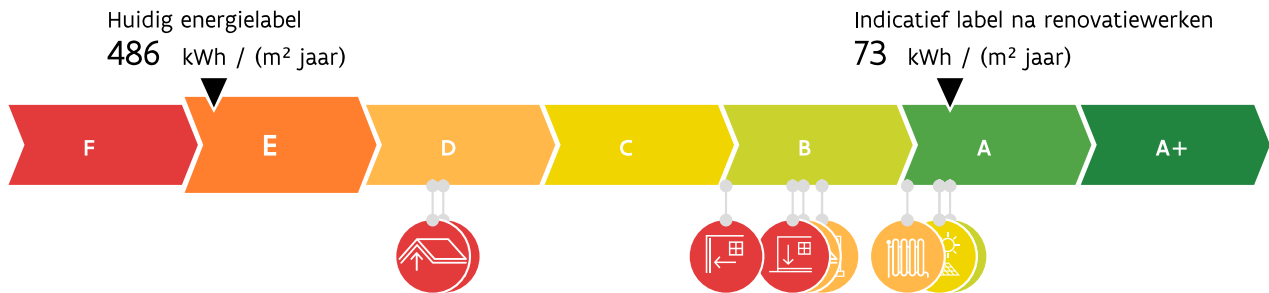 Huidig energielabel
486 kWh / (m² jaar)
Indicatief label na renovatiewerken
73 kWh / (m² jaar)
F E D C B A A+